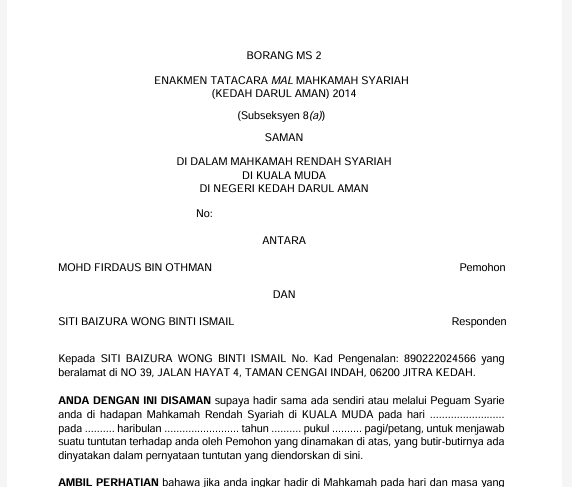 BORANG MS 2
ENAKMEN TATACARA MAL MAHKAMAH SYARIAH
(KEDAH DARUL AMAN) 2014
(Subseksyen 8(a))
SAMAN
DI DALAM MAHKAMAH RENDAH SYARIAH
DI KUALA MUDA
DI NEGERI KEDAH DARUL AMAN
No:
ANTARA
MOHD FIRDAUS BIN OTHMAN Pemohon
DAN
SITI BAIZURA WONG BINTI ISMAIL Responden
Kepada SITI BAIZURA WONG BINTI ISMAIL No. Kad Pengenalan: 890222024566 yang
beralamat di NO 39, JALAN HAYAT 4, TAMAN CENGAI INDAH, 06200 JITRA KEDAH.
ANDA DENGAN INI DISAMAN supaya hadir sama ada sendiri atau melalui Peguam Syarie
anda di hadapan Mahkamah Rendah Syariah di KUALA MUDA pada hari .........................
pada .......... haribulan ......................... tahun .......... pukul .......... pagi/petang, untuk menjawab
suatu tuntutan terhadap anda oleh Pemohon yang dinamakan di atas, yang butir-butirnya ada
dinyatakan dalam pernyataan tuntutan yang diendorskan di sini.
AMBIL PERHATIAN bahawa jika anda ingkar hadir di Mahkamah pada hari dan masa yang